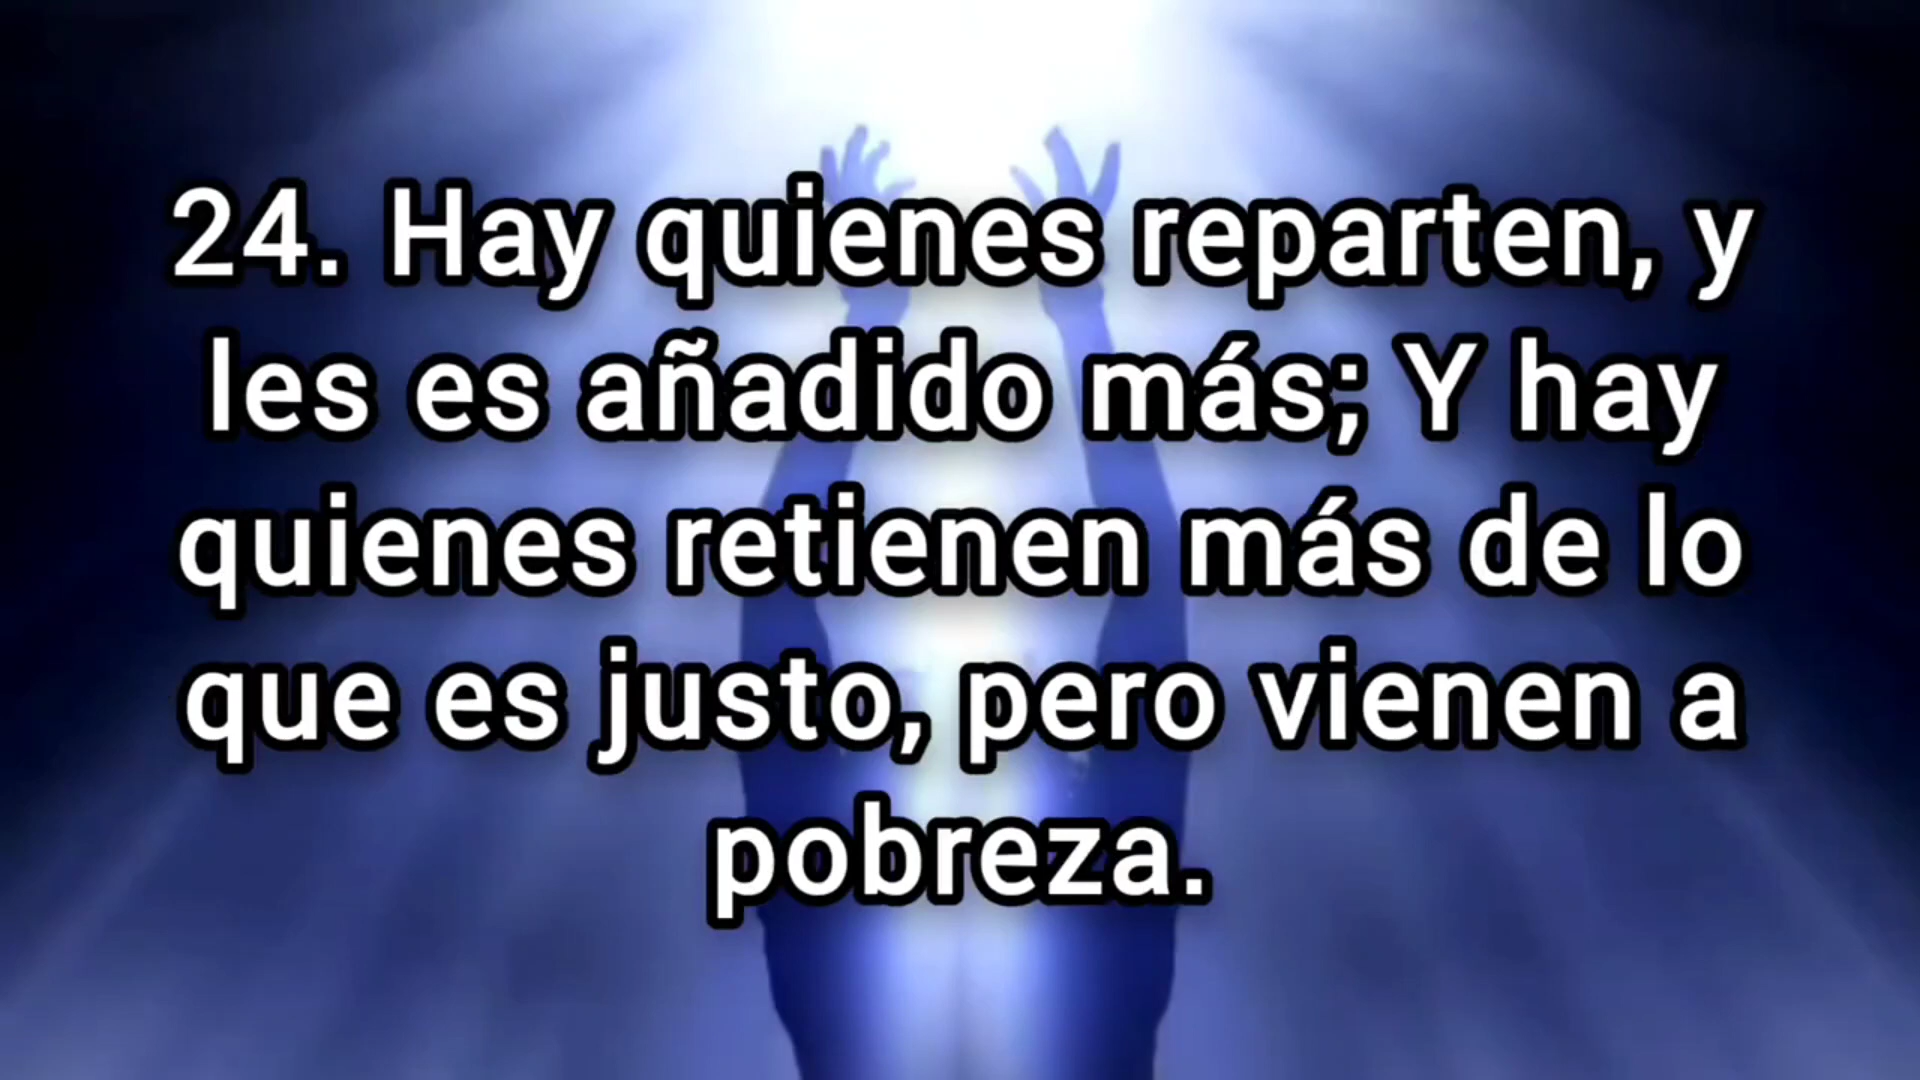 24. Hay quienes reparten, y
les es añadido más; Y hay
quienes retienen más de lo
que es justo, pero vienen a
pobreza.